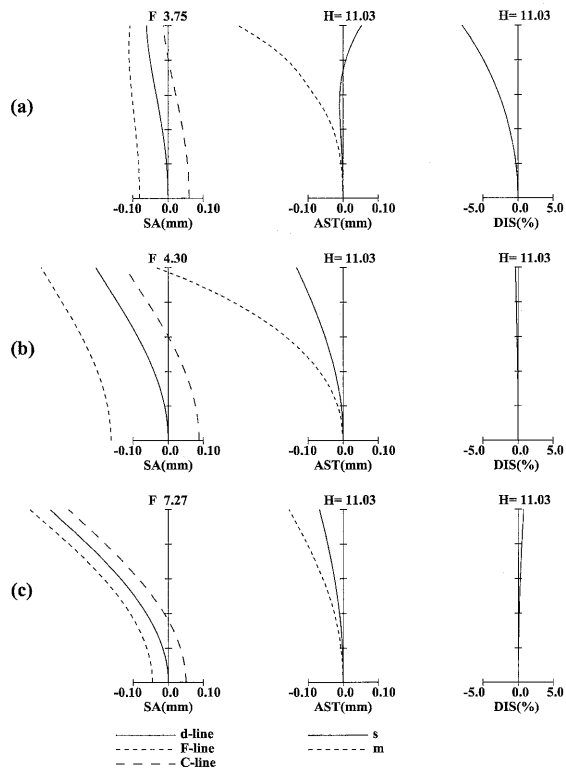 F 3.75 H= 11.03 H= 11.03
(a)
-0.10 0.0 0.10 -0.10 0.0 0.10 -5.0 0.0 5.0
SA(mm) AST(mm) DIS(%)
F 4.30 H= 11.03 H= 11.03
(b)
-0.10 0.0 0.10 -0.10 0.0 0.10 -5.0 0.0 5.0
SA(mm) AST(mm) DIS(%)
F 7.27 H= 11.03 H= 11.03
(c)
-0.10 0.0 0.10 -0.10 0.0 0.10 -5.0 0.0 5.0
SA(mm) AST(mm) DIS(%)
d-line s
F-line m
C-line